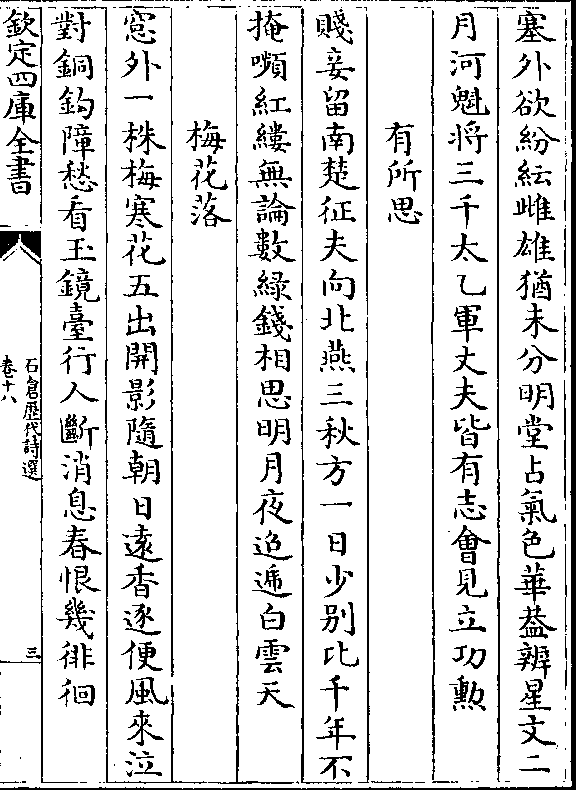 塞外欲紛紜雌雄猶未分明堂占氣色華葢辨星文二
月河魁将三千太乙軍丈夫皆有志會見立功勲
有所思
賤妾留南楚征夫向北燕三秋方一日少别比千年不
掩嚬紅縷無論數緑錢相思明月夜迢遞白雲天
梅花落
窓外一株梅寒花五出開影隨朝日逺香逐便風來泣
對銅鈎障愁看玉鏡臺行人斷消息春恨幾徘徊
欽定四庫全書
石倉歴代詩選
卷十八
三